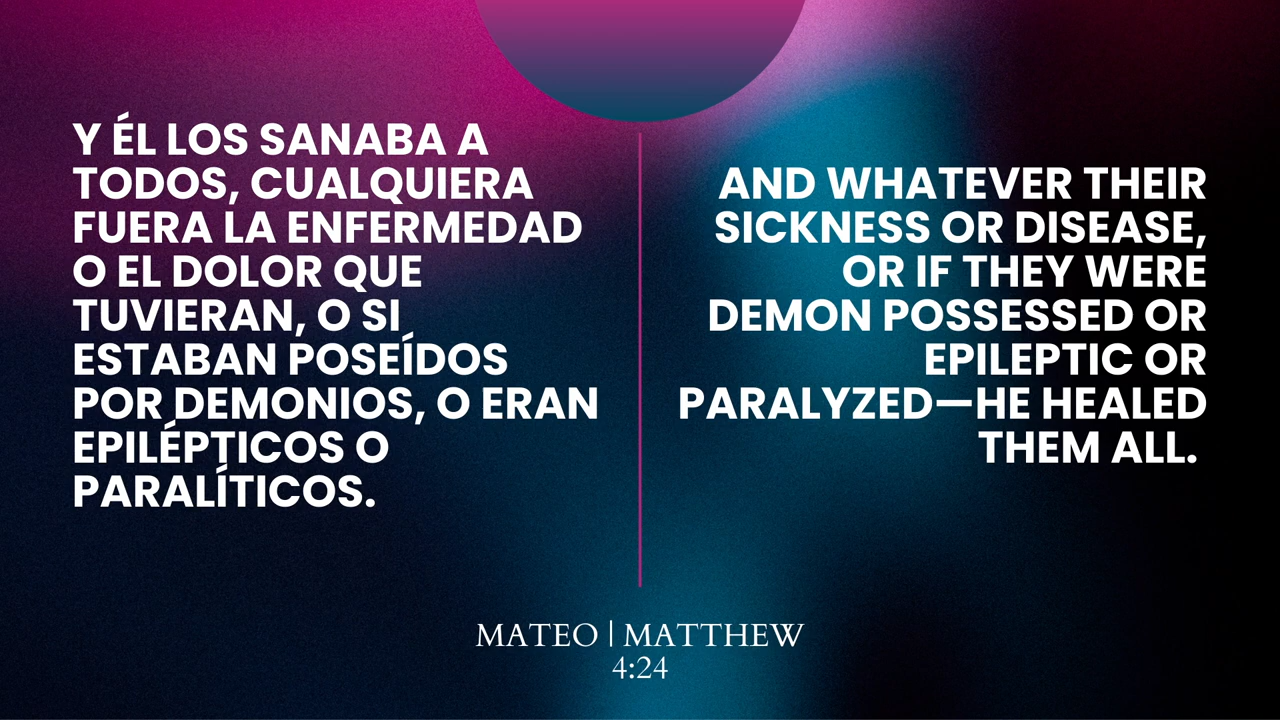 Y ÉL LOS SANABA A
TODOS, CUALQUIERA
FUERA LA ENFERMEDAD
O EL DOLOR QUE
TUVIERAN, O SI
ESTABAN POSEÍDOS
POR DEMONIOS, O ERAN
EPILÉPTICOS O
PARALÍTICOS.
AND WHATEVER THEIR
SICKNESS OR DISEASE,
OR IF THEY WERE
DEMON POSSESSED OR
EPILEPTIC OR
PARALYZED—HE HEALED
THEM ALL.
MATEO | MATTHEW
4:24